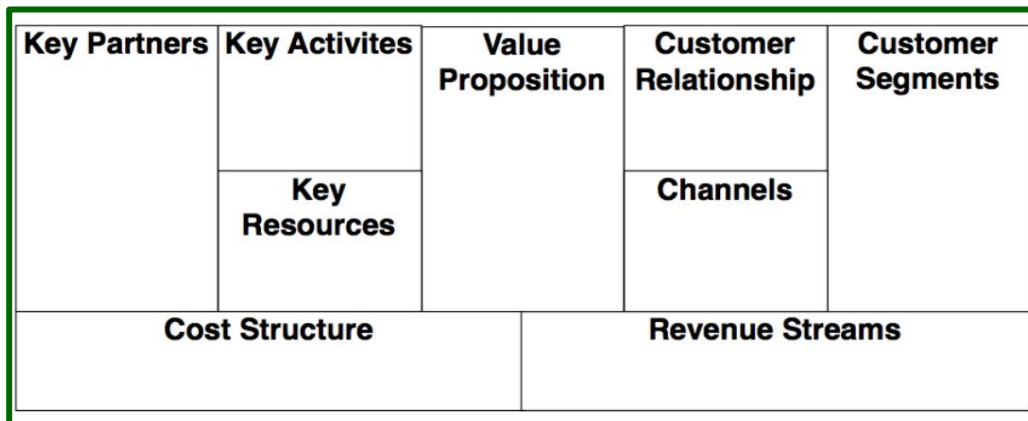 Key Partners
Key Activites
Value
Proposition
Customer
Relationship
Customer
Segments
Key
Resources
Channels
Cost Structure
Revenue Streams